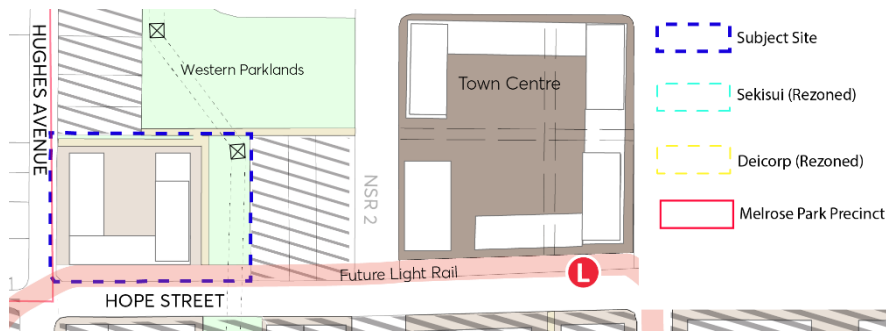 HUGHES AVENUE
Western Parklands
Town Centre
NSR 2
Future Light Rail
L
HOPE STREET
Subject Site
Sekisui (Rezoned)
Deicorp (Rezoned)
Melrose Park Precinct